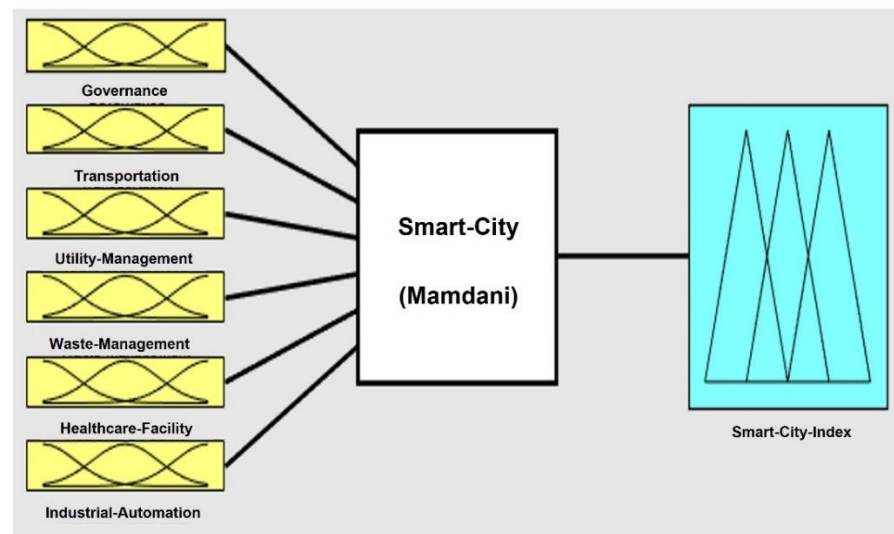 Governance
Transportation
Utility-Management
Waste-Management
Healthcare-Facility
Industrial-Automation
Smart-City
(Mamdani)
Smart-City-Index